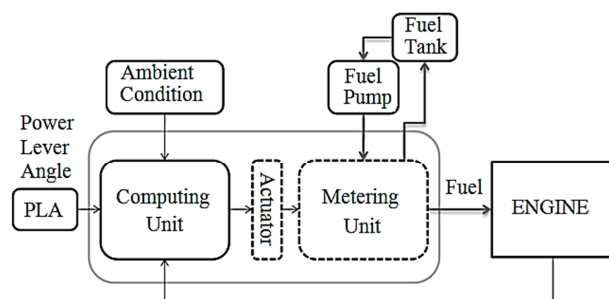 Fuel
Tank
Ambient
Condition
Fuel
Pump
Power
Lever
Angle
PLA
Computing
Unit
Actuator
Metering
Unit
Fuel
ENGINE